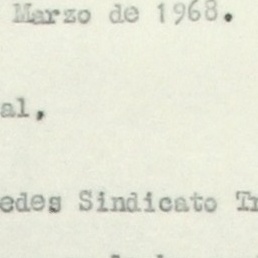 Marzo de 1968.
al,
edes Sindicato Tr